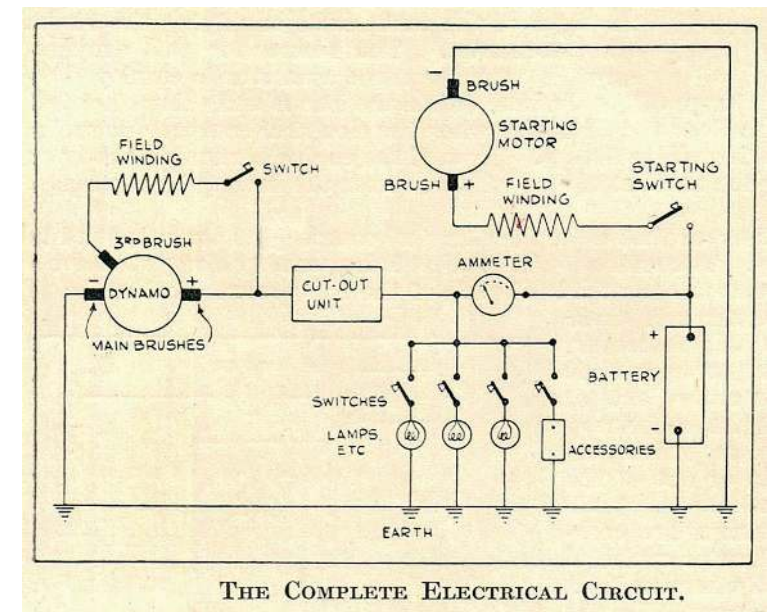 − BRUSH
STARTING
MOTOR
BRUSH +
FIELD
WINDING
STARTING
SWITCH
FIELD
WINDING
SWITCH
3RD BRUSH
− DYNAMO +
MAIN BRUSHES
CUT-OUT
UNIT
AMMETER
+
BATTERY
−
SWITCHES
LAMPS.
ETC
ACCESSORIES
EARTH
THE COMPLETE ELECTRICAL CIRCUIT.